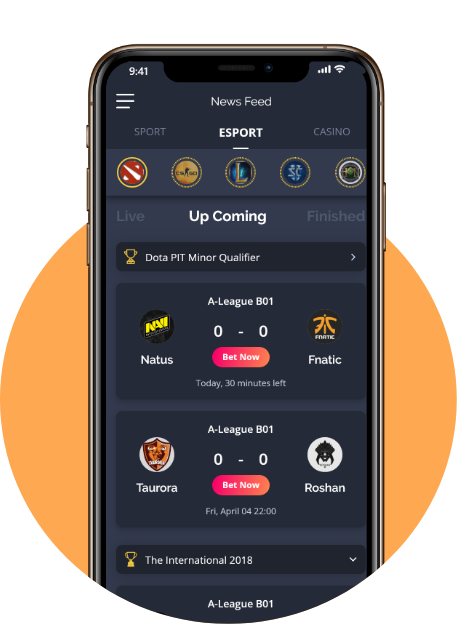 9:41
News Feed
SPORT ESPORT CASINO
Live Up Coming Finished
Dota PIT Minor Qualifier
A-League B01
0 - 0
Bet Now
Natus Fnatic
FNATIC
Today, 30 minutes left
A-League B01
0 - 0
Bet Now
Taurora Roshan
Fri, April 04 22:00
The International 2018
A-League B01